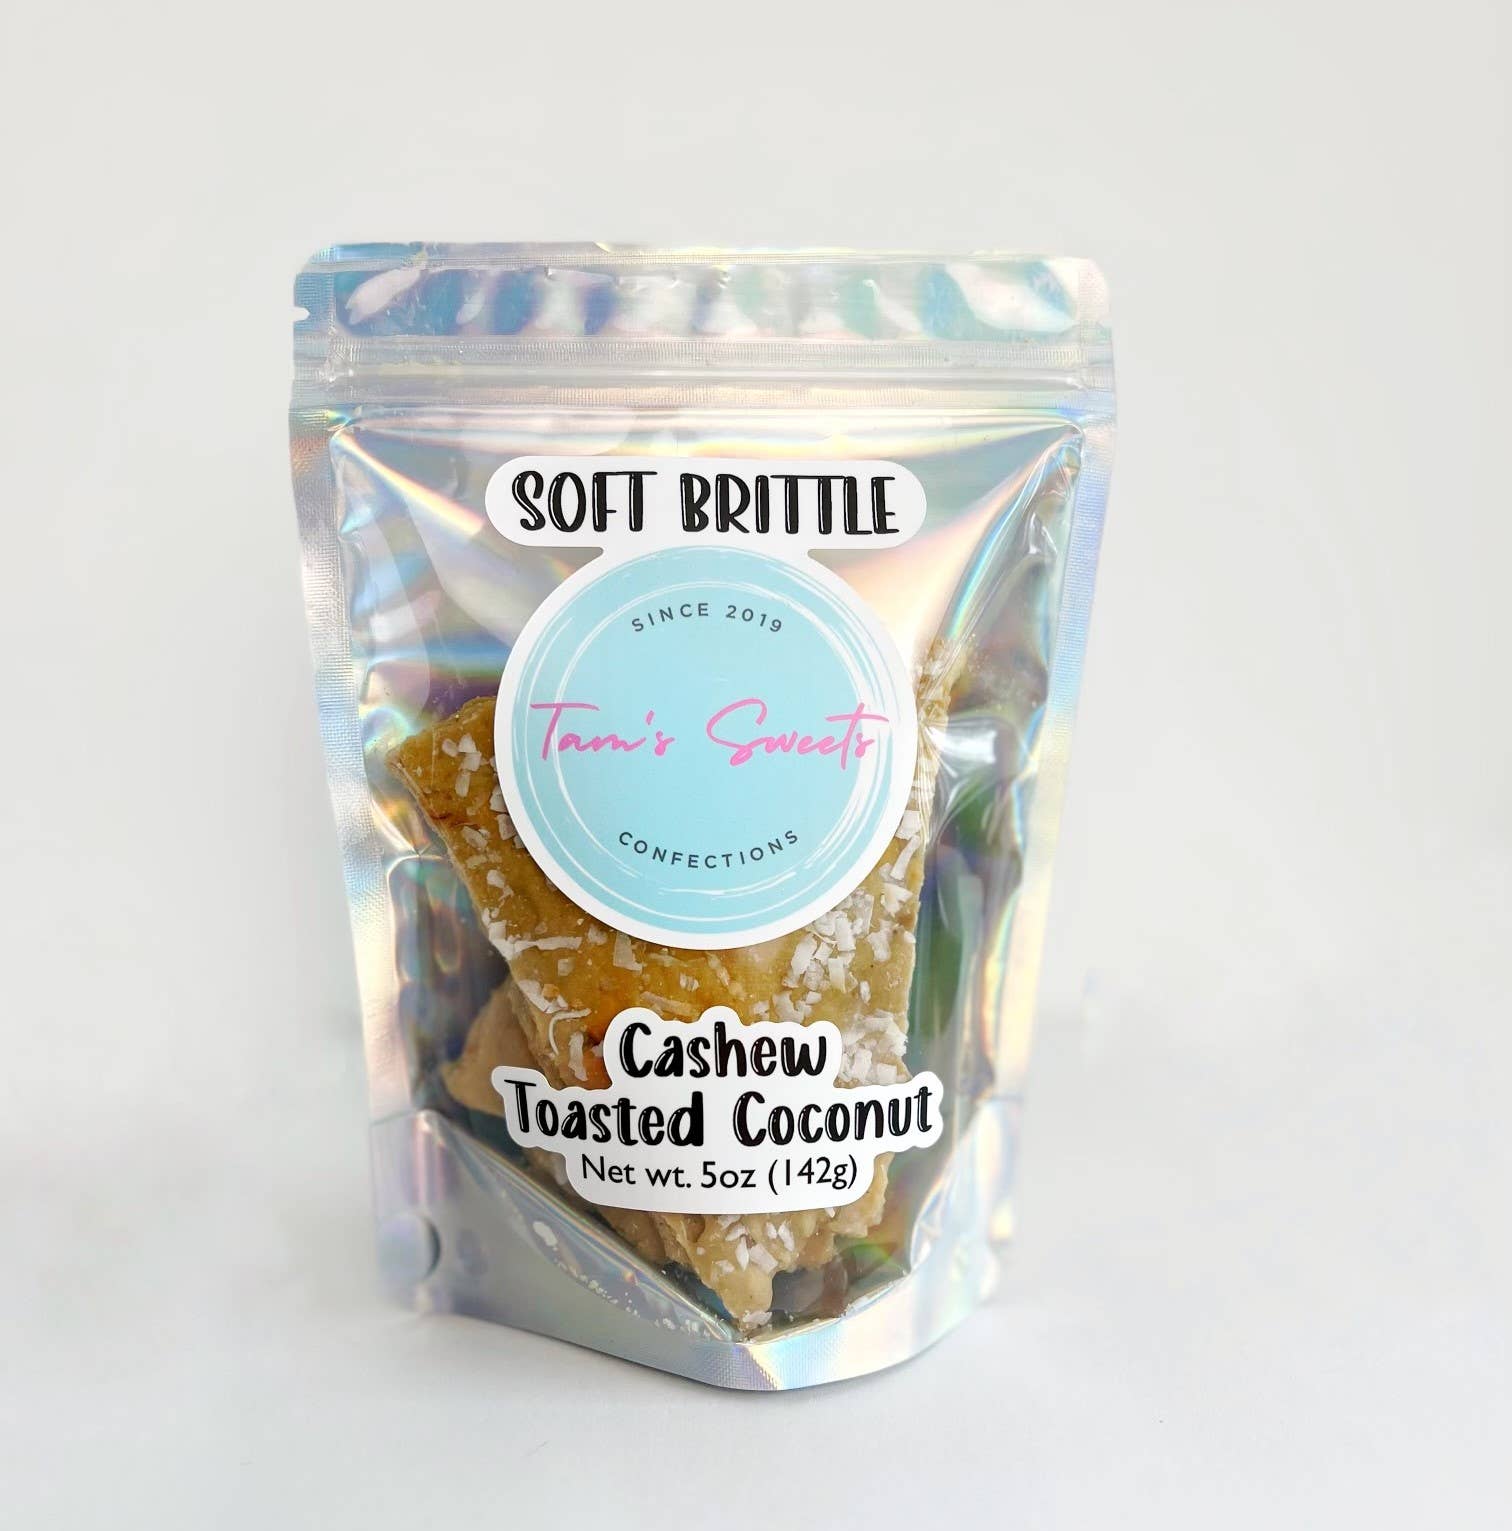 SOFT BRITTLE
SINCE 2019
Tam's Sweets
CONFECTIONS
Cashew
Toasted Coconut
Net wt. 5oz (142g)